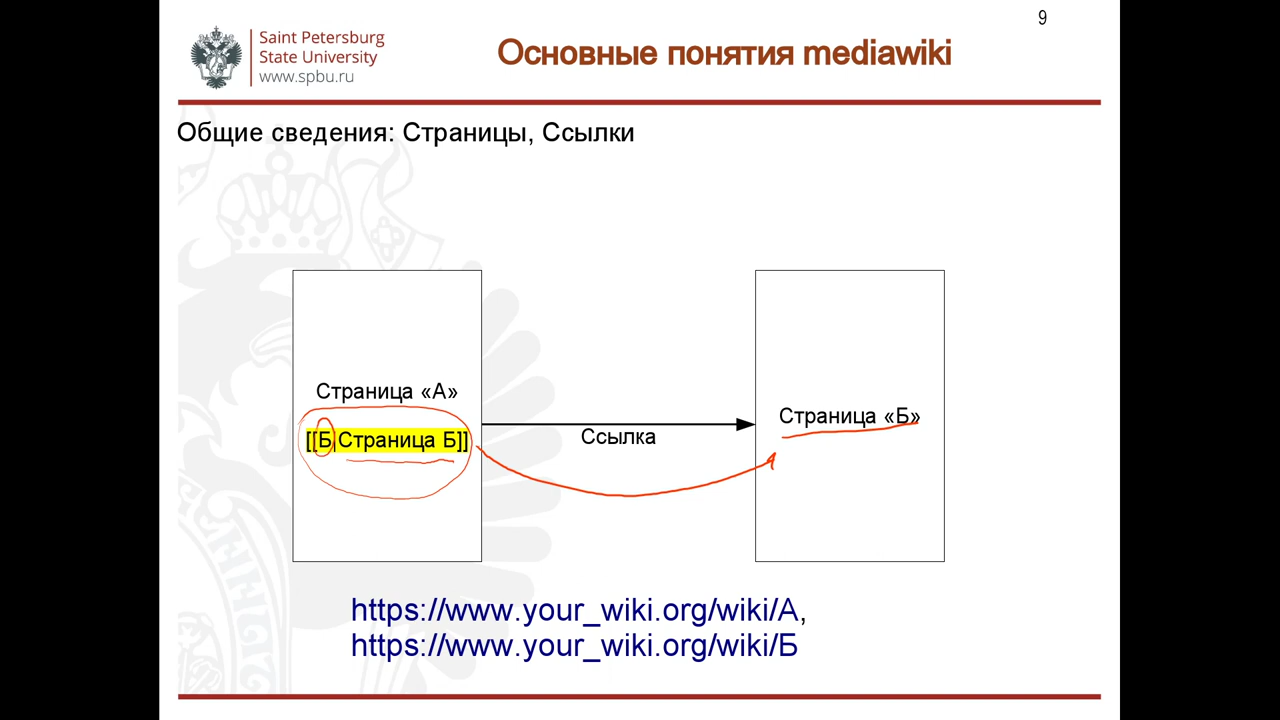 9
Saint Petersburg
State University
www.spbu.ru
Основные понятия mediawiki
Общие сведения: Страницы, Ссылки
Страница «А»
[[Б|Страница Б]]
Ссылка
Страница «Б»
https://www.your_wiki.org/wiki/А,
https://www.your_wiki.org/wiki/Б